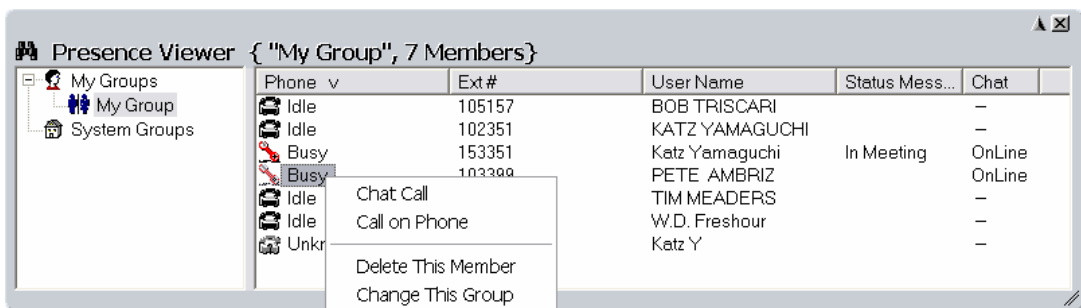 Presence Viewer { "My Group", 7 Members}
My Groups
My Group
System Groups
Phone v Ext # User Name Status Mess... Chat
Idle 105157 BOB TRISCARI –
Idle 102351 KATZ YAMAGUCHI –
Busy 153351 Katz Yamaguchi In Meeting OnLine
Busy 103399 PETE AMBRIZ OnLine
Idle TIM MEADERS –
Idle W.D. Freshour –
Unkr Katz Y –
Chat Call
Call on Phone
Delete This Member
Change This Group